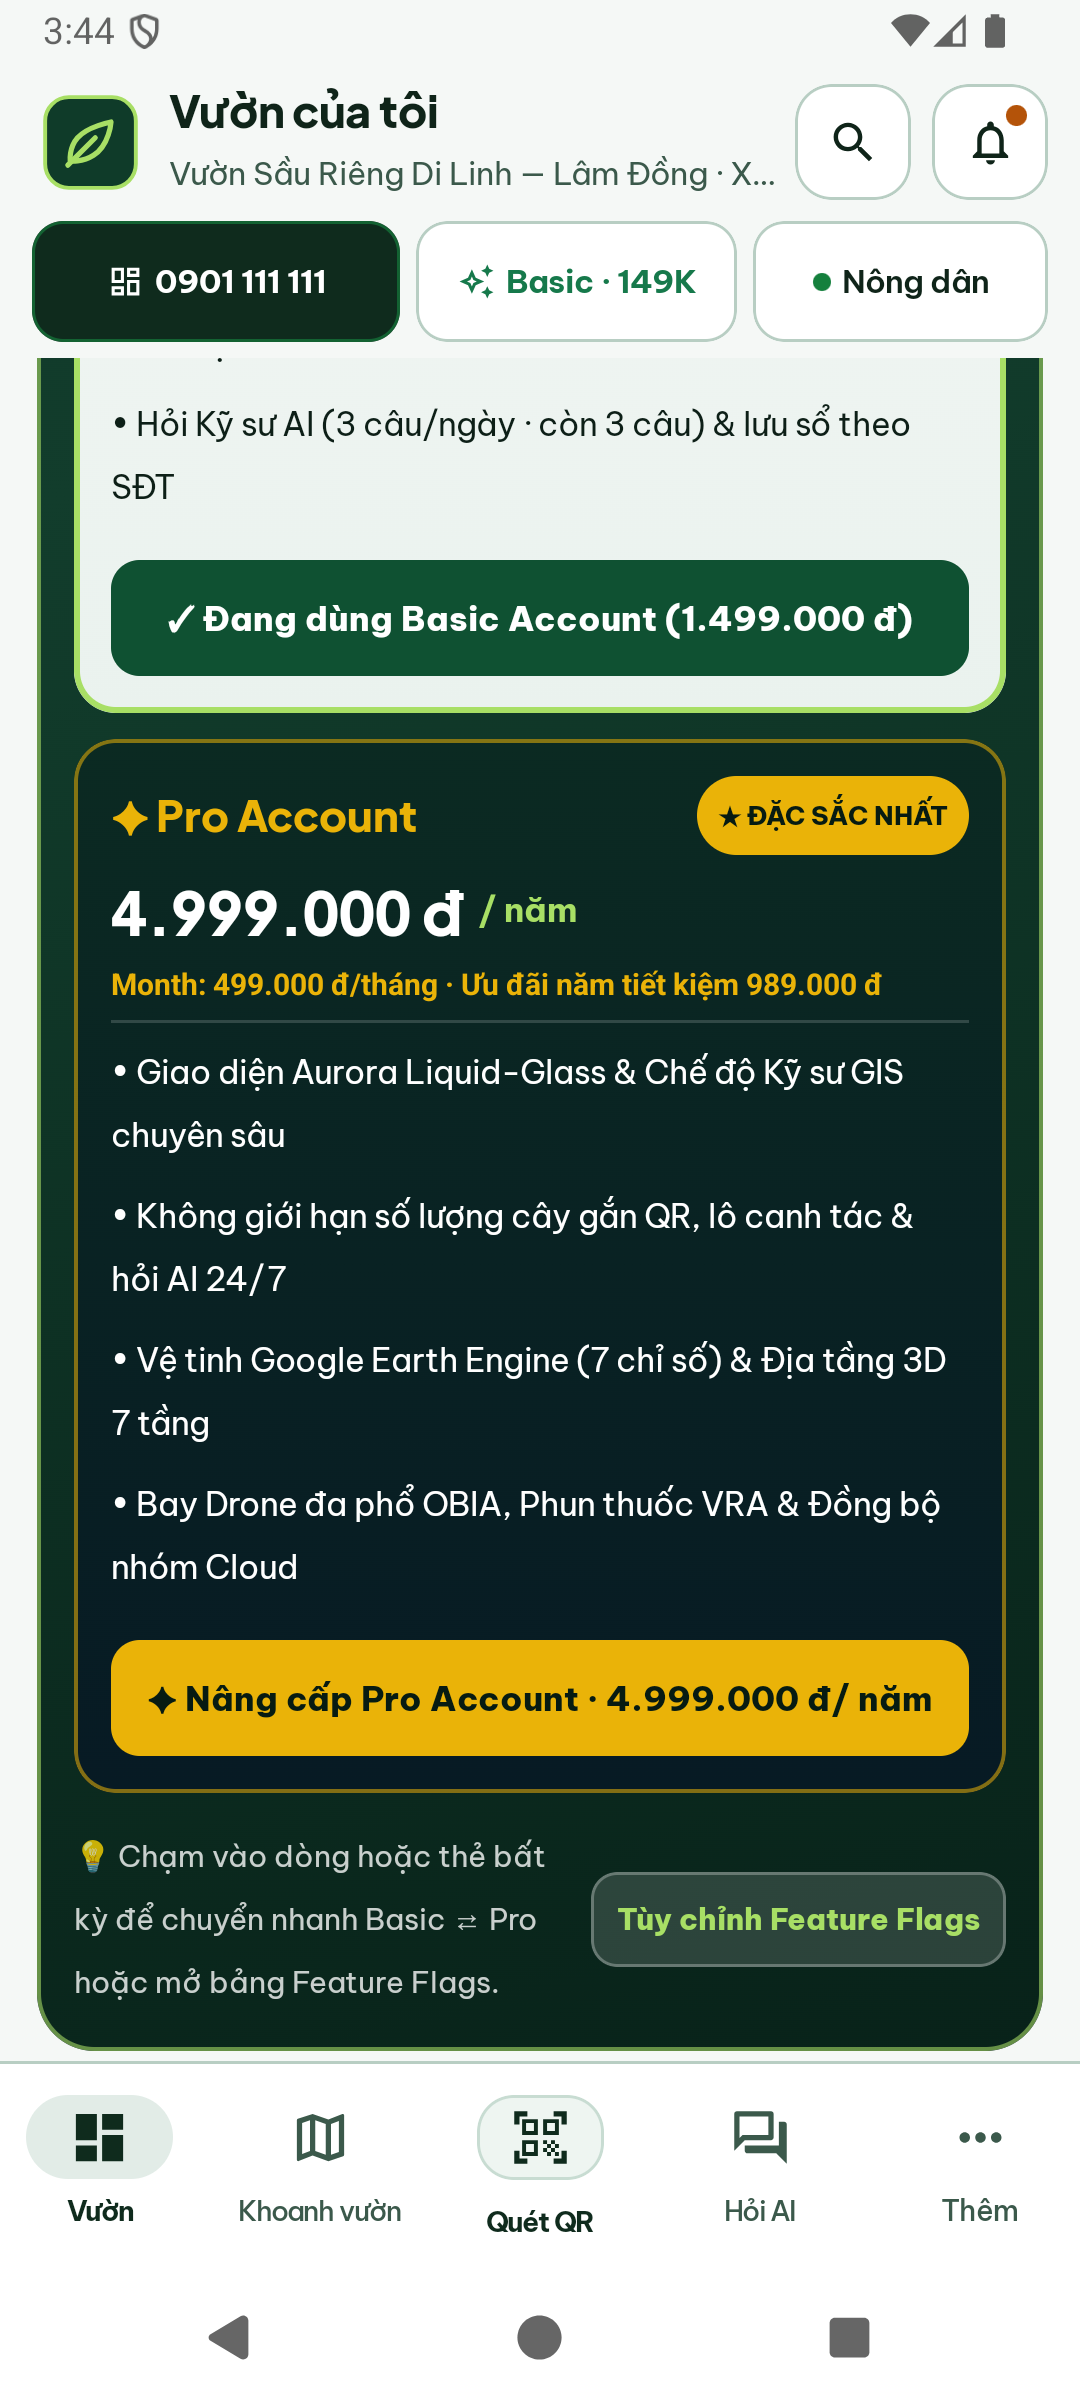 3:44
Vườn của tôi
Vườn Sầu Riêng Di Linh — Lâm Đồng · X...
0901 111 111
Basic · 149K
Nông dân
• Hỏi Kỹ sư AI (3 câu/ngày · còn 3 câu) & lưu sổ theo
SĐT
✓ Đang dùng Basic Account (1.499.000 đ)
✦ Pro Account
★ ĐẶC SẮC NHẤT
4.999.000 đ / năm
Month: 499.000 đ/tháng · Ưu đãi năm tiết kiệm 989.000 đ
• Giao diện Aurora Liquid-Glass & Chế độ Kỹ sư GIS
chuyên sâu
• Không giới hạn số lượng cây gắn QR, lô canh tác &
hỏi AI 24/7
• Vệ tinh Google Earth Engine (7 chỉ số) & Địa tầng 3D
7 tầng
• Bay Drone đa phổ OBIA, Phun thuốc VRA & Đồng bộ
nhóm Cloud
✦ Nâng cấp Pro Account · 4.999.000 đ/ năm
💡 Chạm vào dòng hoặc thẻ bất
kỳ để chuyển nhanh Basic ⇄ Pro
hoặc mở bảng Feature Flags.
Tùy chỉnh Feature Flags
Vườn
Khoanh vườn
Quét QR
Hỏi AI
Thêm